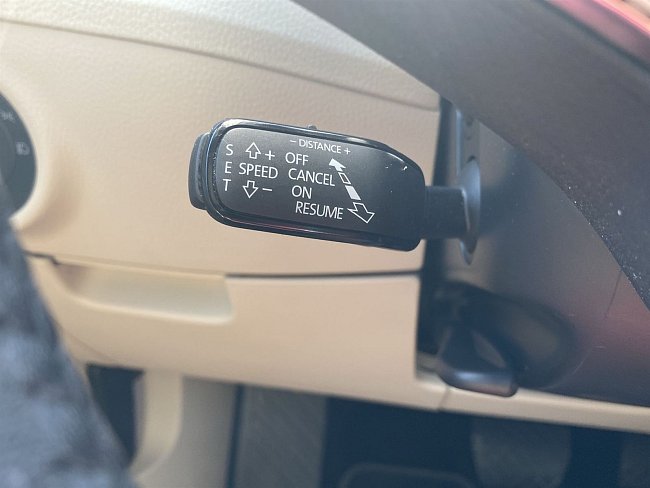 - DISTANCE +
S + OFF
E SPEED CANCEL
T - ON
RESUME